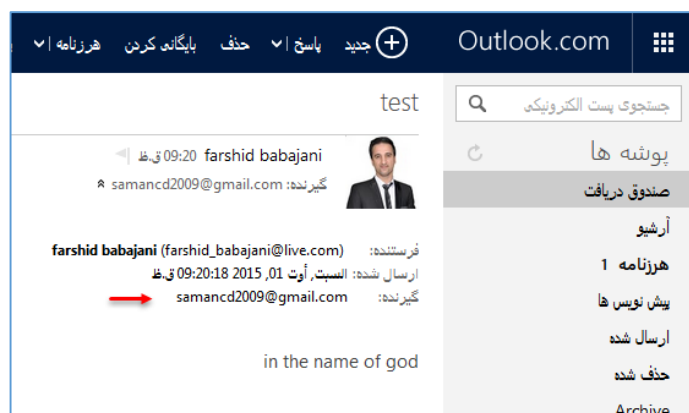 Outlook.com
جدید پاسخ حذف بایگانی کردن هرزنامه
جستجوی پست الکترونیکی
پوشه ها
صندوق دریافت
آرشیو
هرزنامه 1
پیش نویس ها
ارسال شده
حذف شده
Archive
test
farshid babajani 09:20 ق.ظ
گیرنده: samancd2009@gmail.com
فرستنده: farshid babajani (farshid_babajani@live.com)
ارسال شده: السبت, أوت 01, 2015 09:20:18 ق.ظ
گیرنده: samancd2009@gmail.com
in the name of god